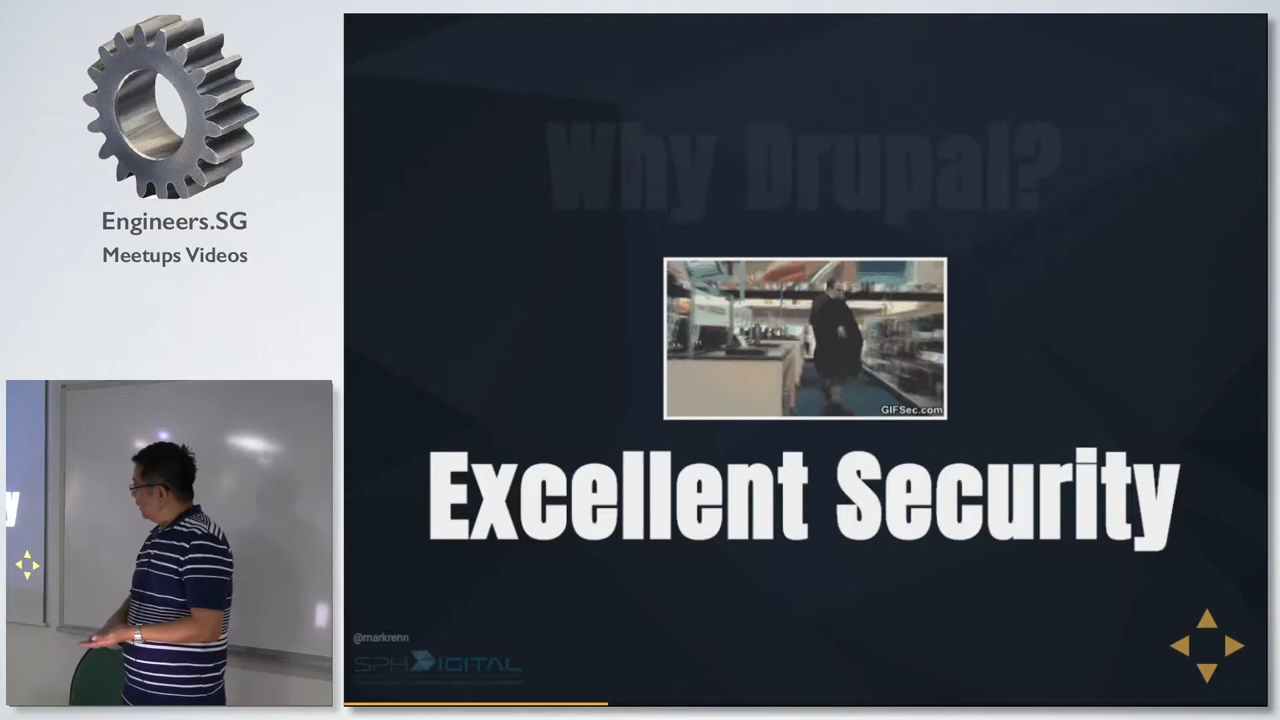 Engineers.SG
Meetups Videos
Why Drupal?
GIFSec.com
Excellent Security
@markrenn
SPH DIGITAL
y